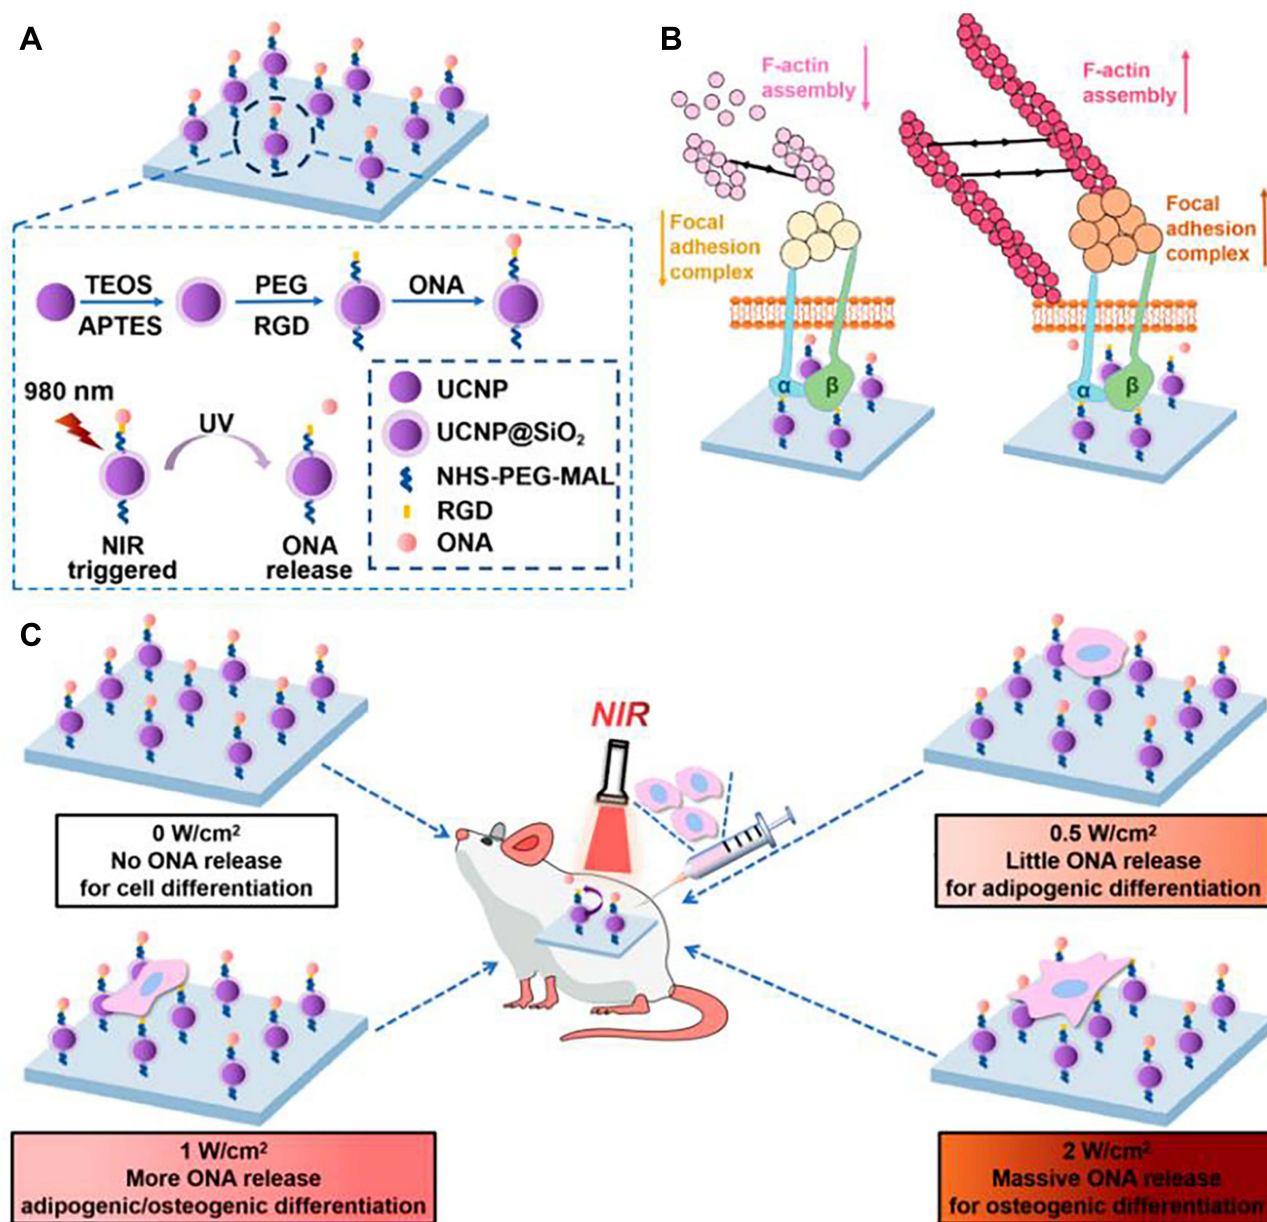 A
TEOS
APTES
PEG
RGD
ONA
980 nm
UV
NIR
triggered
ONA
release
UCNP
UCNP@SiO₂
NHS-PEG-MAL
RGD
ONA
B
F-actin
assembly
Focal
adhesion
complex
α
β
F-actin
assembly
Focal
adhesion
complex
α
β
C
NIR
0 W/cm²
No ONA release
for cell differentiation
0.5 W/cm²
Little ONA release
for adipogenic differentiation
1 W/cm²
More ONA release
adipogenic/osteogenic differentiation
2 W/cm²
Massive ONA release
for osteogenic differentiation